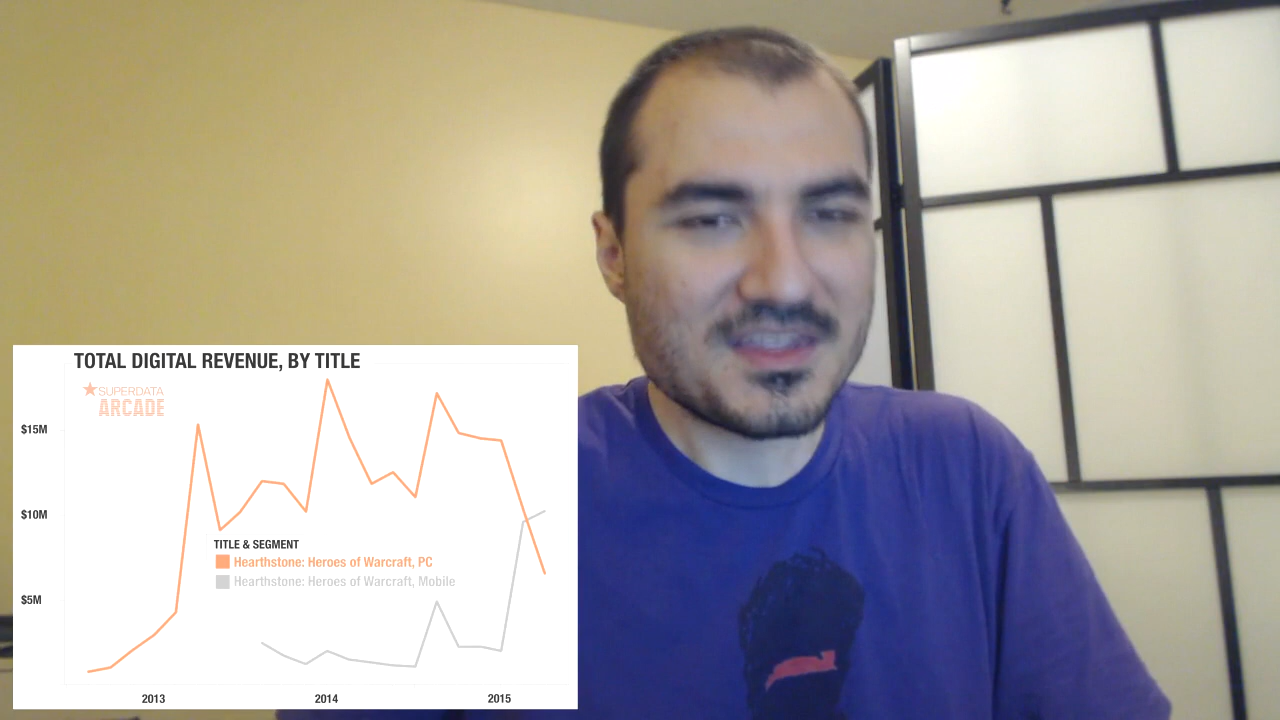 TOTAL DIGITAL REVENUE, BY TITLE
SUPERDATA
ARCADE
$15M
$10M
$5M
TITLE & SEGMENT
Hearthstone: Heroes of Warcraft, PC
Hearthstone: Heroes of Warcraft, Mobile
2013
2014
2015